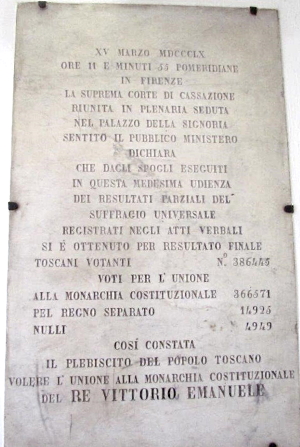 XV MARZO MDCCCLX
ORE 11 E MINUTI 55 POMERIDIANE
IN FIRENZE
LA SUPREMA CORTE DI CASSAZIONE
RIUNITA IN PLENARIA SEDUTA
NEL PALAZZO DELLA SIGNORIA
SENTITO IL PUBBLICO MINISTERO
DICHIARA
CHE DAGLI SPOGLI ESEGUITI
IN QUESTA MEDESIMA UDIENZA
DEI RESULTATI PARZIALI DEL
SUFFRAGIO UNIVERSALE
REGISTRATI NEGLI ATTI VERBALI
SI É OTTENUTO PER RESULTATO FINALE
TOSCANI VOTANTI N.º 386445
VOTI PER L'UNIONE
ALLA MONARCHIA COSTITUZIONALE 366571
PEL REGNO SEPARATO 14925
NULLI 4949
COSÍ CONSTATA
IL PLEBISCITO DEL POPOLO TOSCANO
VOLERE L'UNIONE ALLA MONARCHIA COSTITUZIONALE
DEL RE VITTORIO EMANUELE